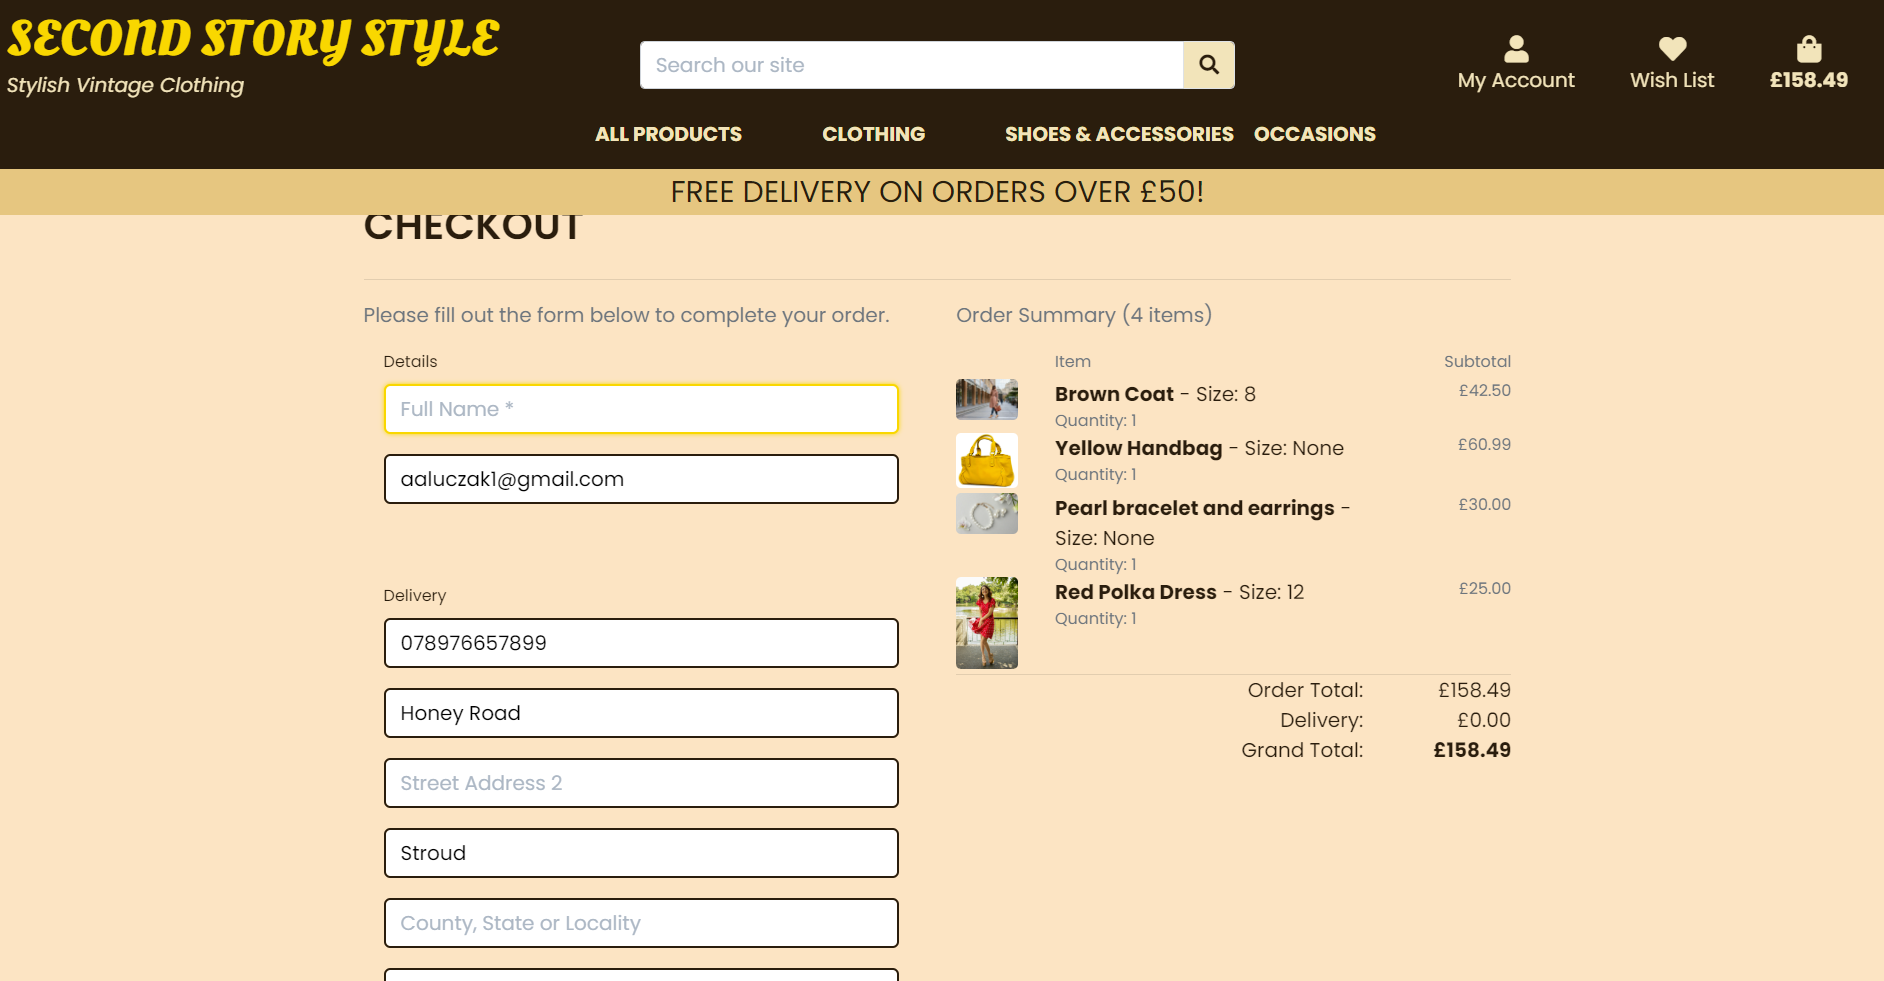 SECOND STORY STYLE
Stylish Vintage Clothing
Search our site
My Account
Wish List
£158.49
ALL PRODUCTS
CLOTHING
SHOES & ACCESSORIES
OCCASIONS
FREE DELIVERY ON ORDERS OVER £50!
CHECKOUT
Please fill out the form below to complete your order.
Details
Full Name *
aaluczak1@gmail.com
Delivery
078976657899
Honey Road
Street Address 2
Stroud
County, State or Locality
Order Summary (4 items)
Item
Subtotal
Brown Coat - Size: 8
£42.50
Quantity: 1
Yellow Handbag - Size: None
£60.99
Quantity: 1
Pearl bracelet and earrings -
£30.00
Size: None
Quantity: 1
Red Polka Dress - Size: 12
£25.00
Quantity: 1
Order Total: £158.49
Delivery: £0.00
Grand Total: £158.49